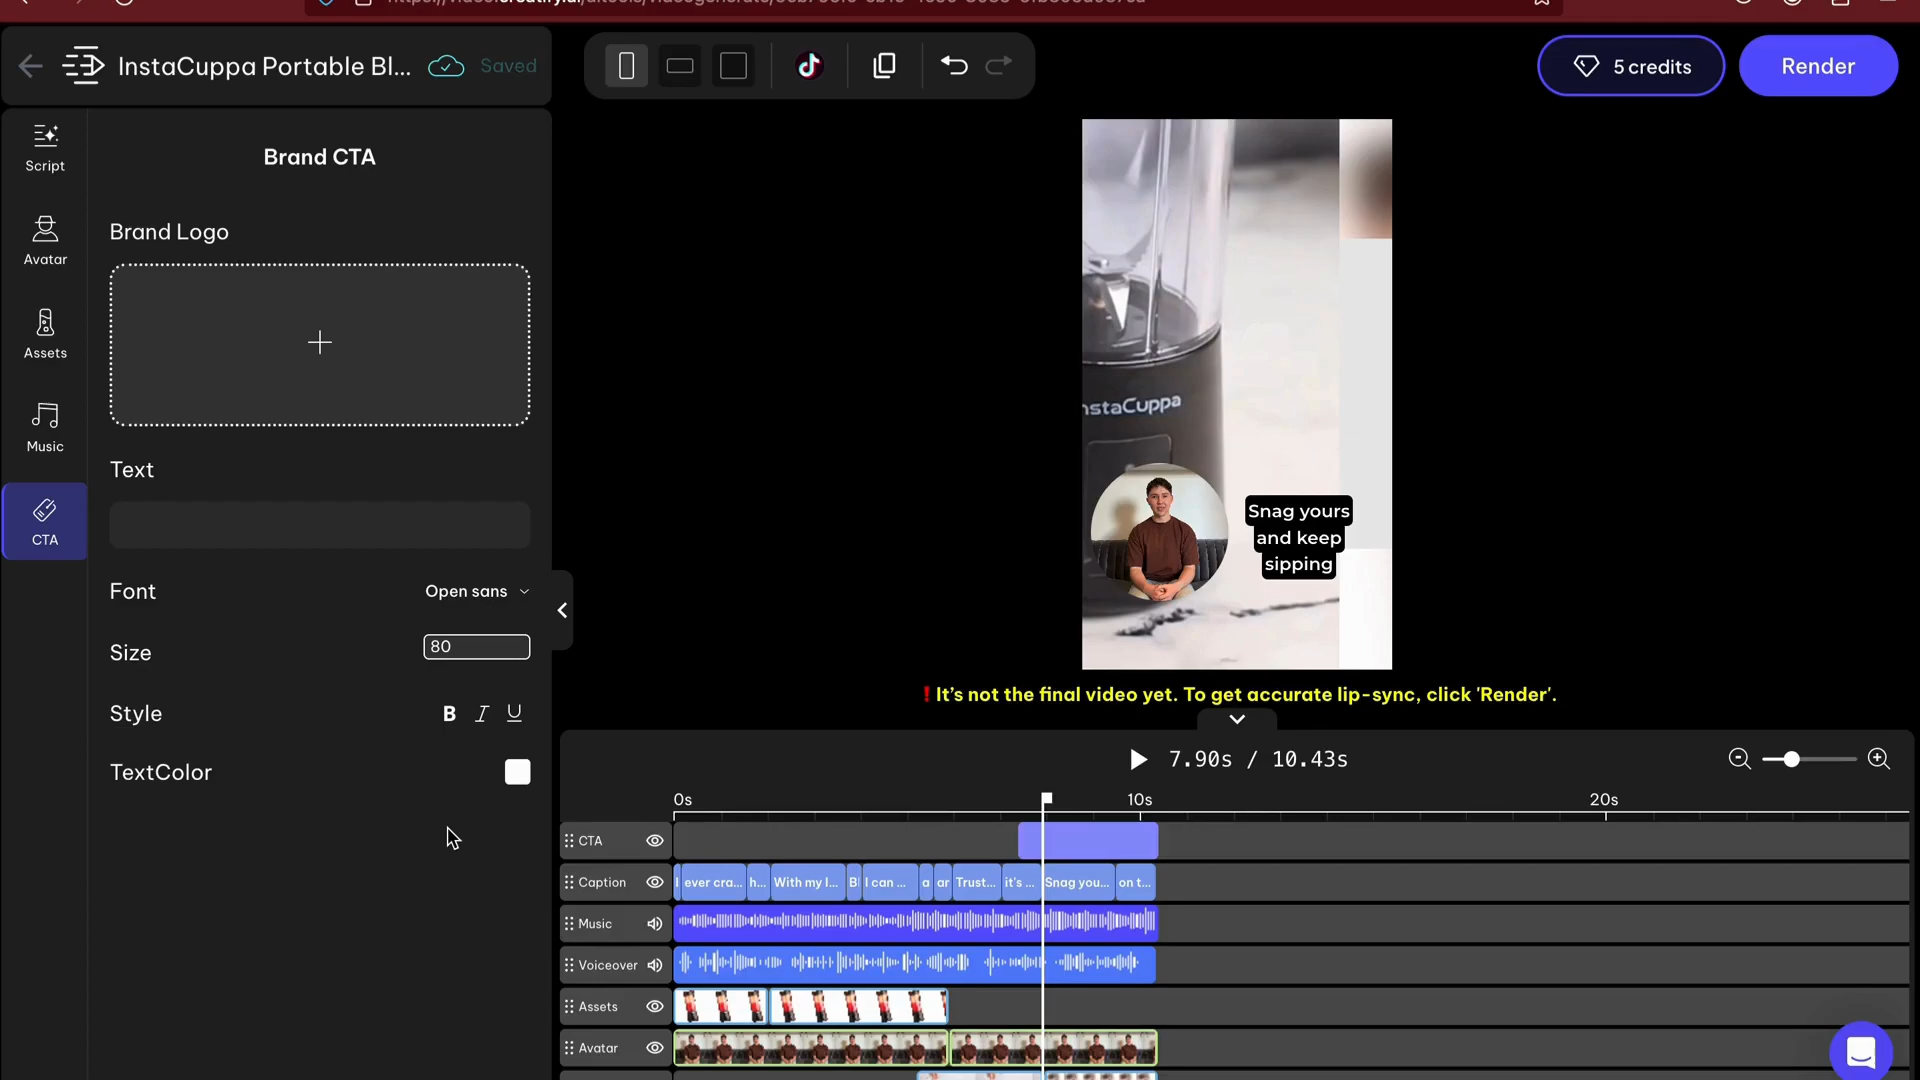 InstaCuppa Portable Bl...
Saved
5 credits
Render
Script
Avatar
Assets
Music
CTA
Brand CTA
Brand Logo
Text
Font
Open sans
Size
80
Style
B I U
TextColor
nstaCuppa
Snag yours
and keep
sipping
! It's not the final video yet. To get accurate lip-sync, click 'Render'.
7.90s / 10.43s
0s
10s
20s
CTA
Caption
I
ever cra...
h...
With my I...
B
I can ...
a
ar
Trust...
it's ...
Snag you...
on t...
Music
Voiceover
Assets
Avatar